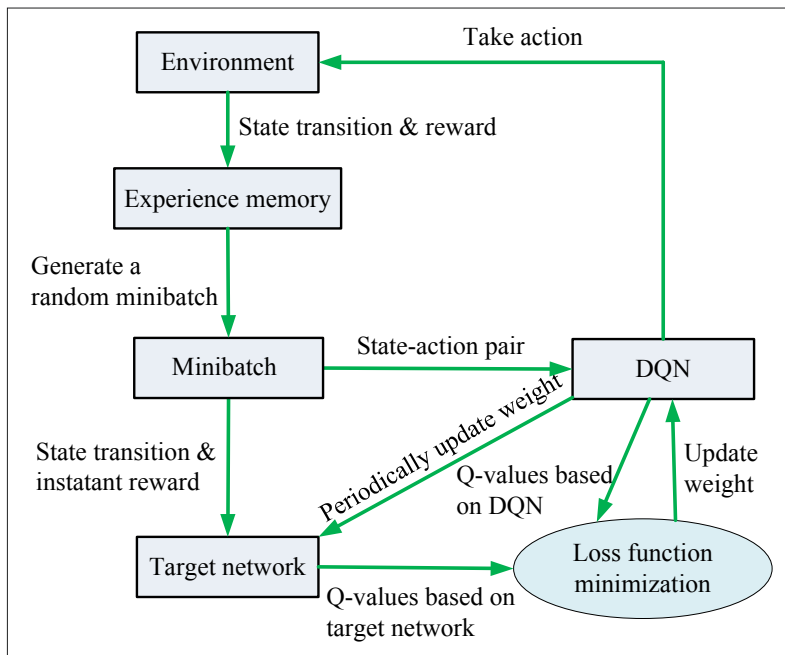 Take action
Environment
State transition & reward
Experience memory
Generate a
random minibatch
State-action pair
Minibatch
DQN
Periodically update weight
State transition &
instatant reward
Q-values based
on DQN
Update
weight
Target network
Loss function
minimization
Q-values based on
target network